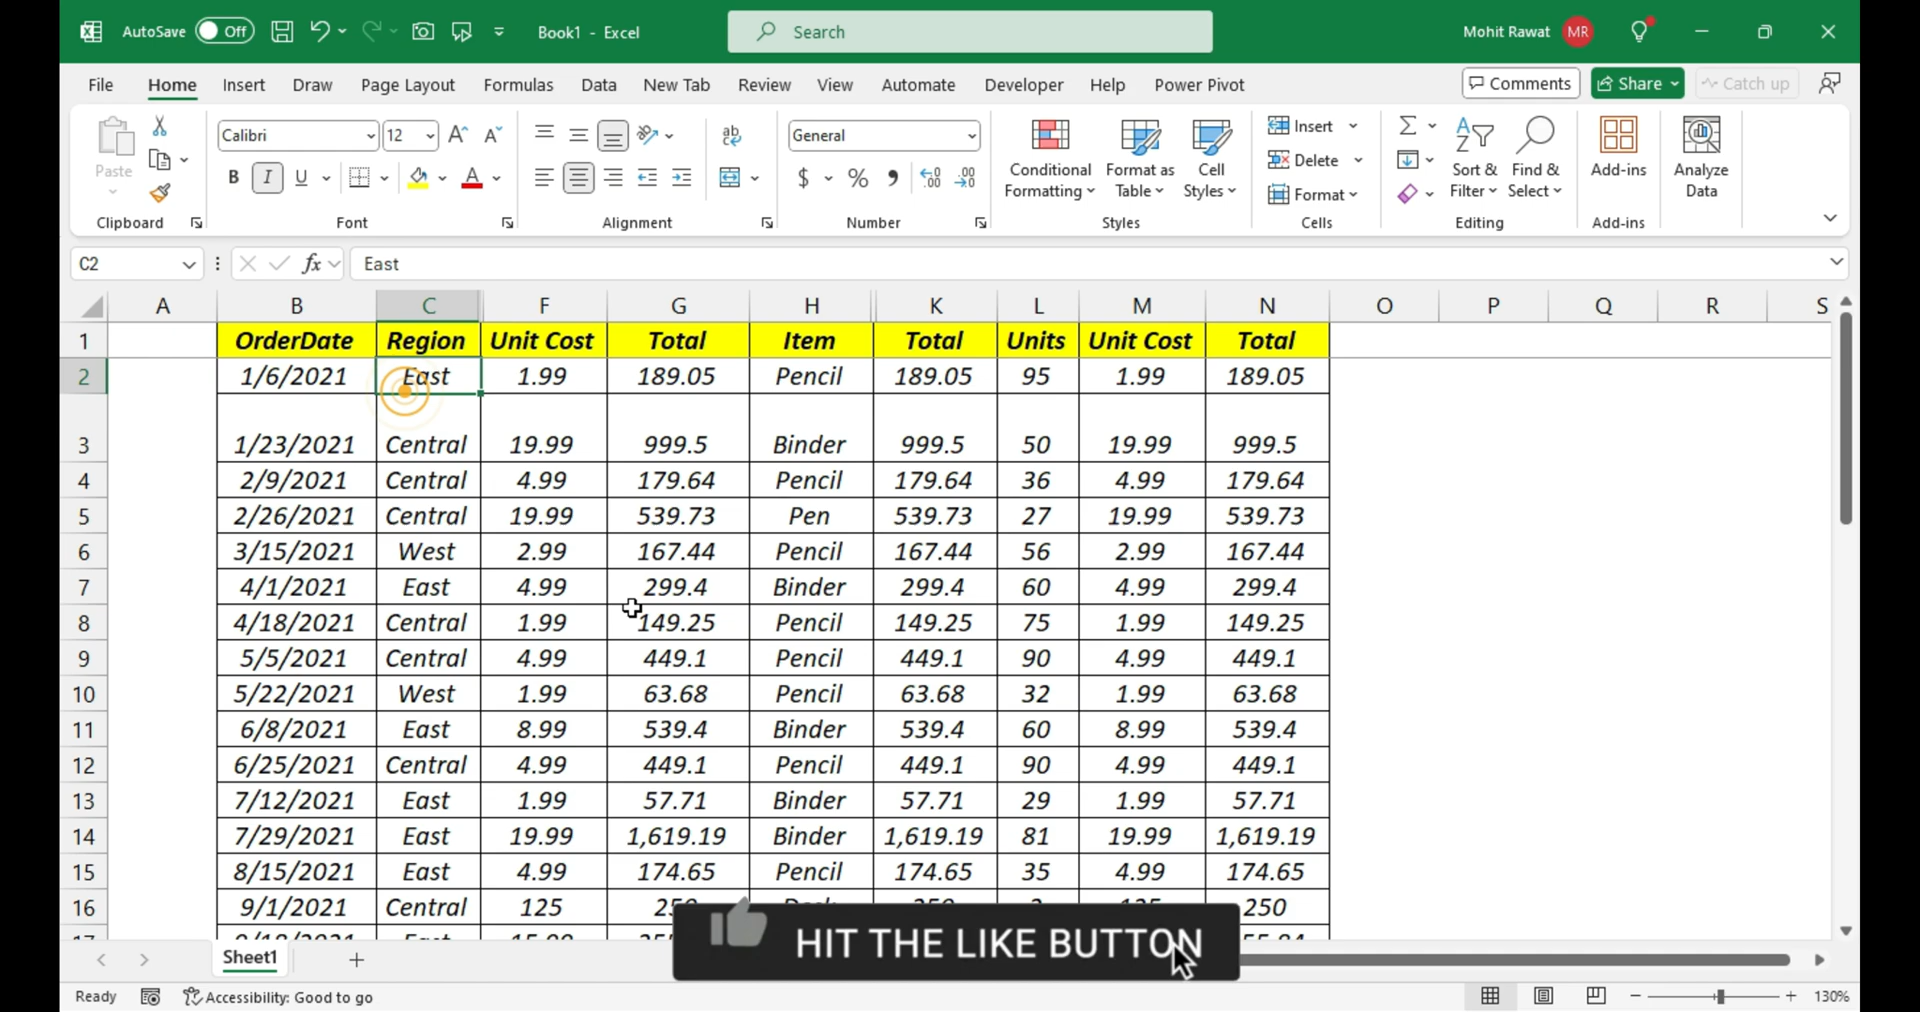 AutoSave Off Book1 - Excel Search Mohit Rawat MR
File Home Insert Draw Page Layout Formulas Data New Tab Review View Automate Developer Help Power Pivot Comments Share Catch up
Paste Calibri 12 General Conditional Formatting Format as Table Cell Styles Insert Delete Format Sort & Filter Find & Select Add-ins Analyze Data
B I U $ %
Clipboard Font Alignment Number Styles Cells Editing Add-ins
C2 fx East
A B C F G H K L M N O P Q R S
1 OrderDate Region Unit Cost Total Item Total Units Unit Cost Total
2 1/6/2021 East 1.99 189.05 Pencil 189.05 95 1.99 189.05
3 1/23/2021 Central 19.99 999.5 Binder 999.5 50 19.99 999.5
4 2/9/2021 Central 4.99 179.64 Pencil 179.64 36 4.99 179.64
5 2/26/2021 Central 19.99 539.73 Pen 539.73 27 19.99 539.73
6 3/15/2021 West 2.99 167.44 Pencil 167.44 56 2.99 167.44
7 4/1/2021 East 4.99 299.4 Binder 299.4 60 4.99 299.4
8 4/18/2021 Central 1.99 149.25 Pencil 149.25 75 1.99 149.25
9 5/5/2021 Central 4.99 449.1 Pencil 449.1 90 4.99 449.1
10 5/22/2021 West 1.99 63.68 Pencil 63.68 32 1.99 63.68
11 6/8/2021 East 8.99 539.4 Binder 539.4 60 8.99 539.4
12 6/25/2021 Central 4.99 449.1 Pencil 449.1 90 4.99 449.1
13 7/12/2021 East 1.99 57.71 Binder 57.71 29 1.99 57.71
14 7/29/2021 East 19.99 1,619.19 Binder 1,619.19 81 19.99 1,619.19
15 8/15/2021 East 4.99 174.65 Pencil 174.65 35 4.99 174.65
16 9/1/2021 Central 125 250
HIT THE LIKE BUTTON
Sheet1
Ready Accessibility: Good to go 130%